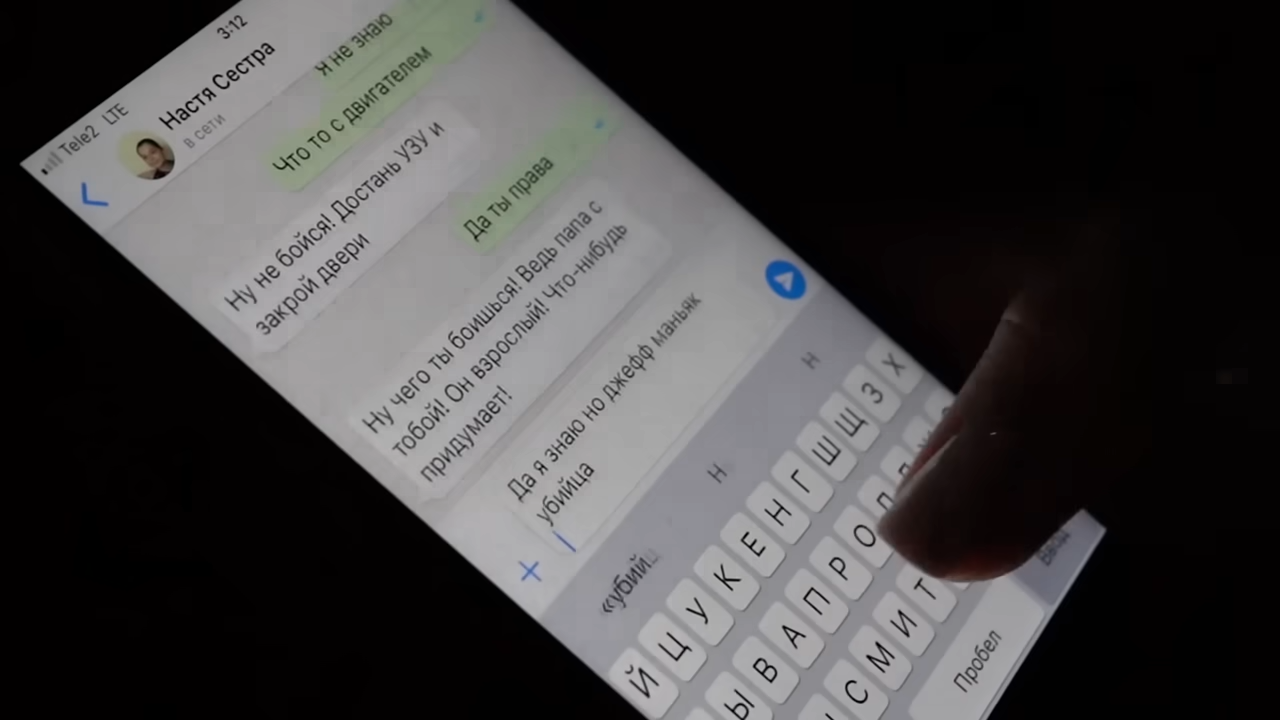 3:12
Tele2 LTE
Настя Сестра
в сети
Я не знаю
Что то с двигателем
Ну не бойся! Достань УЗУ и
закрой двери
Да ты права
Ну чего ты боишься! Ведь папа с
тобой! Он взрослый! Что-нибудь
придумает!
Да я знаю но джефф маньяк
убийца
«убийц
Н
Н
Й Ц У К Е Н Г Ш Щ З Х
Ы В А П Р О Л Д
С М И Т
Пробел
Ввод